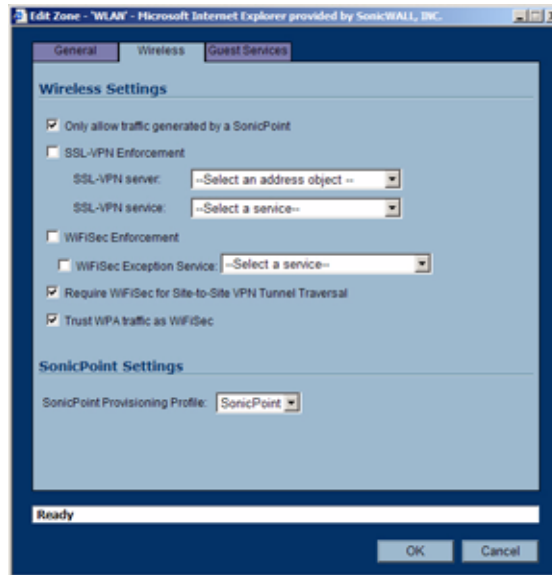 Edit Zone - 'WLAN' - Microsoft Internet Explorer provided by SonicWALL, INC.
General Wireless Guest Services
Wireless Settings
Only allow traffic generated by a SonicPoint
SSL-VPN Enforcement
SSL-VPN server: --Select an address object --
SSL-VPN service: --Select a service--
WiFiSec Enforcement
WiFiSec Exception Service: --Select a service--
Require WiFiSec for Site-to-Site VPN Tunnel Traversal
Trust WPA traffic as WiFiSec
SonicPoint Settings
SonicPoint Provisioning Profile: SonicPoint
Ready
OK Cancel